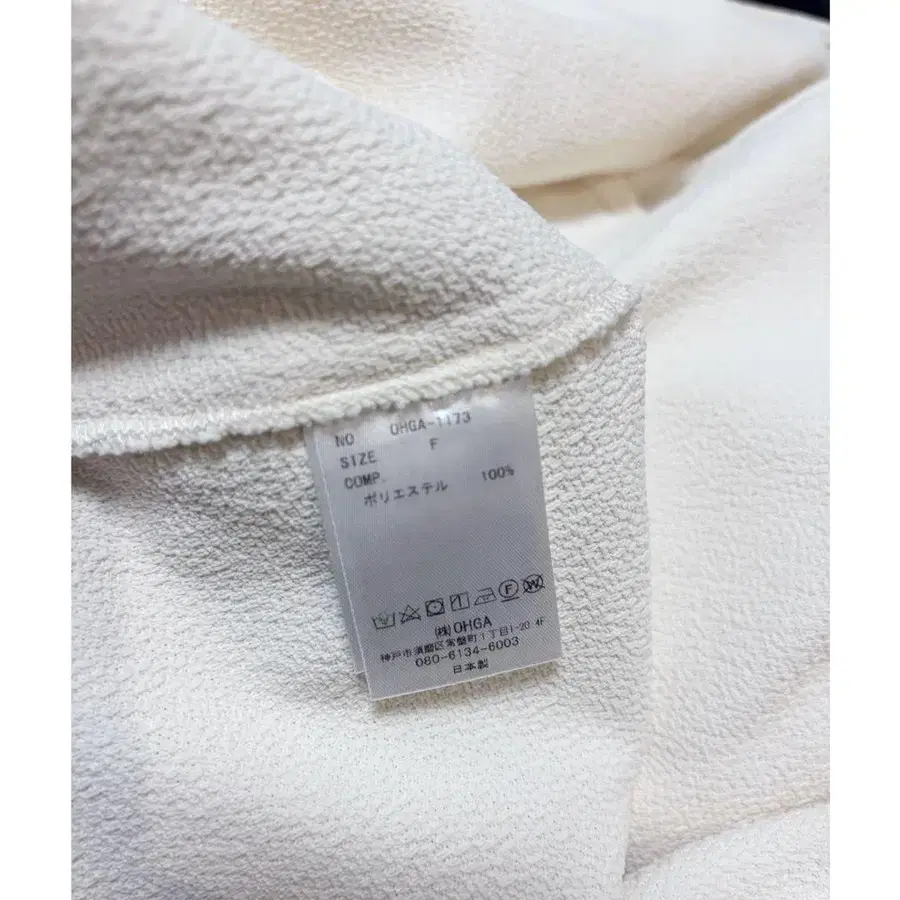 NO OHGA-1173
SIZE F
COMP.
ポリエステル 100%
(株)OHGA
神戸市須磨区常盤町1丁目1-20 4F
080-6134-6003
日本製